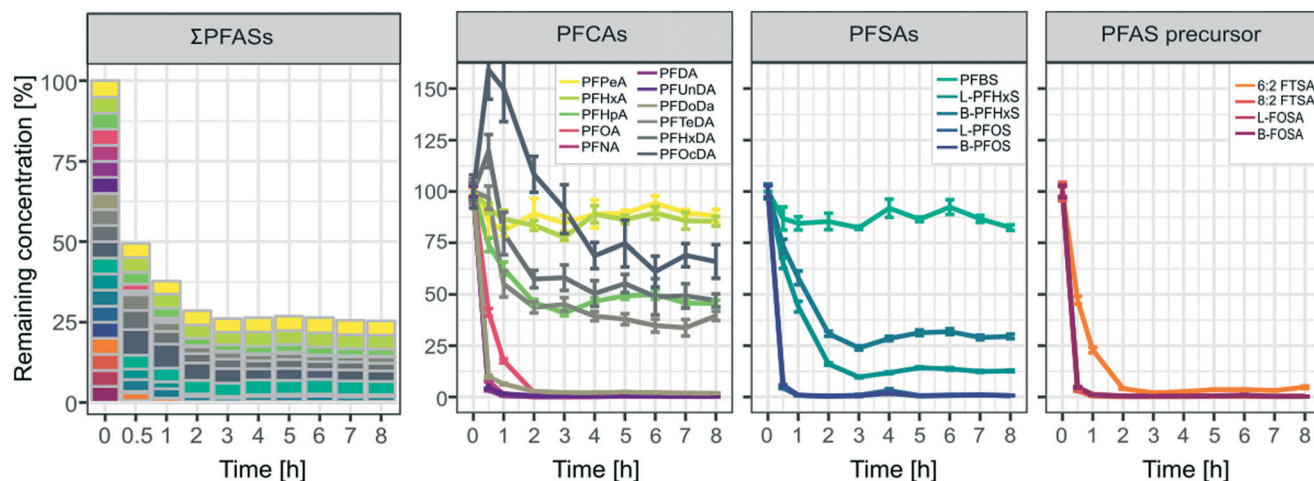 ΣPFASs
PFCAs
PFSAs
PFAS precursor
Remaining concentration [%]
100
75
50
25
0
0 0.5 1 2 3 4 5 6 7 8
Time [h]
150
125
100
75
50
25
0
PFPeA
PFHxA
PFHpA
PFOA
PFNA
PFDA
PFUnDA
PFDoDa
PFTeDA
PFHxDA
PFOcDA
0 1 2 3 4 5 6 7 8
Time [h]
PFBS
L-PFHxS
B-PFHxS
L-PFOS
B-PFOS
0 1 2 3 4 5 6 7 8
Time [h]
6:2 FTSA
8:2 FTSA
L-FOSA
B-FOSA
0 1 2 3 4 5 6 7 8
Time [h]